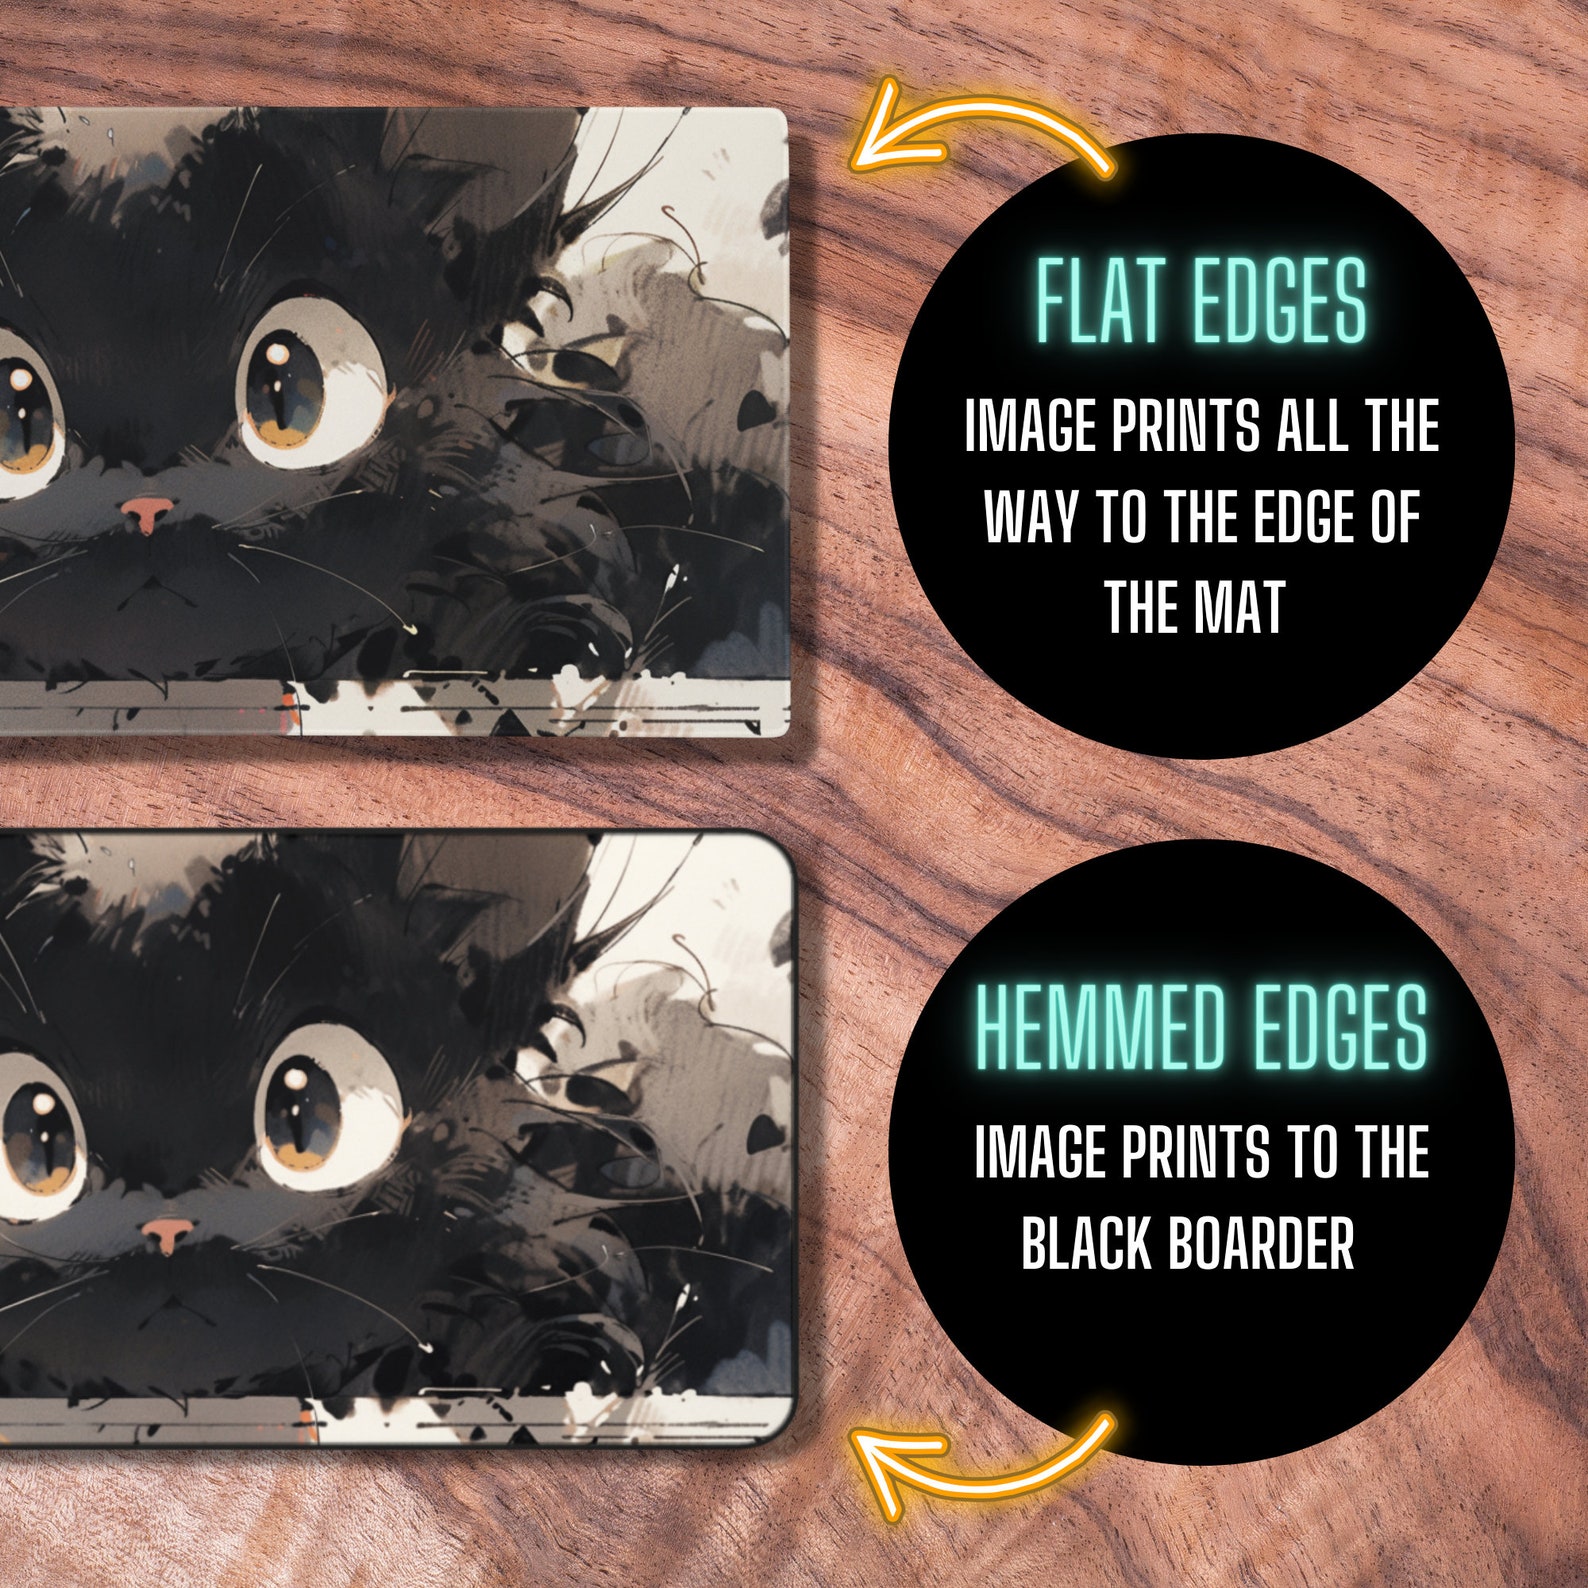 FLAT EDGES
IMAGE PRINTS ALL THE
WAY TO THE EDGE OF
THE MAT
HEMMED EDGES
IMAGE PRINTS TO THE
BLACK BOARDER